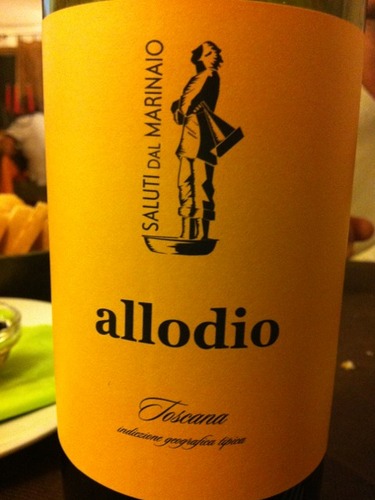 SALUTI DAL MARINAIO
allodio
Toscana
indicazione geografica tipica